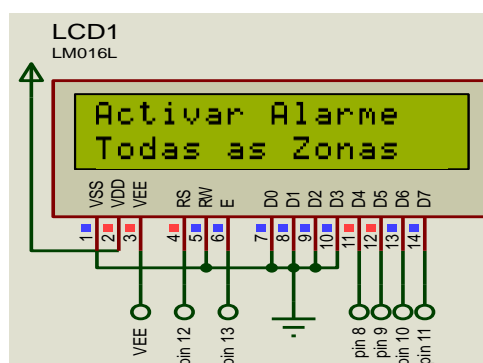 LCD1
LM016L
Activar Alarme
Todas as Zonas
VSS VDD VEE RS RW E D0 D1 D2 D3 D4 D5 D6 D7
1 2 3 4 5 6 7 8 9 10 11 12 13 14
VEE pin 12 pin 13 pin 8 pin 9 pin 10 pin 11